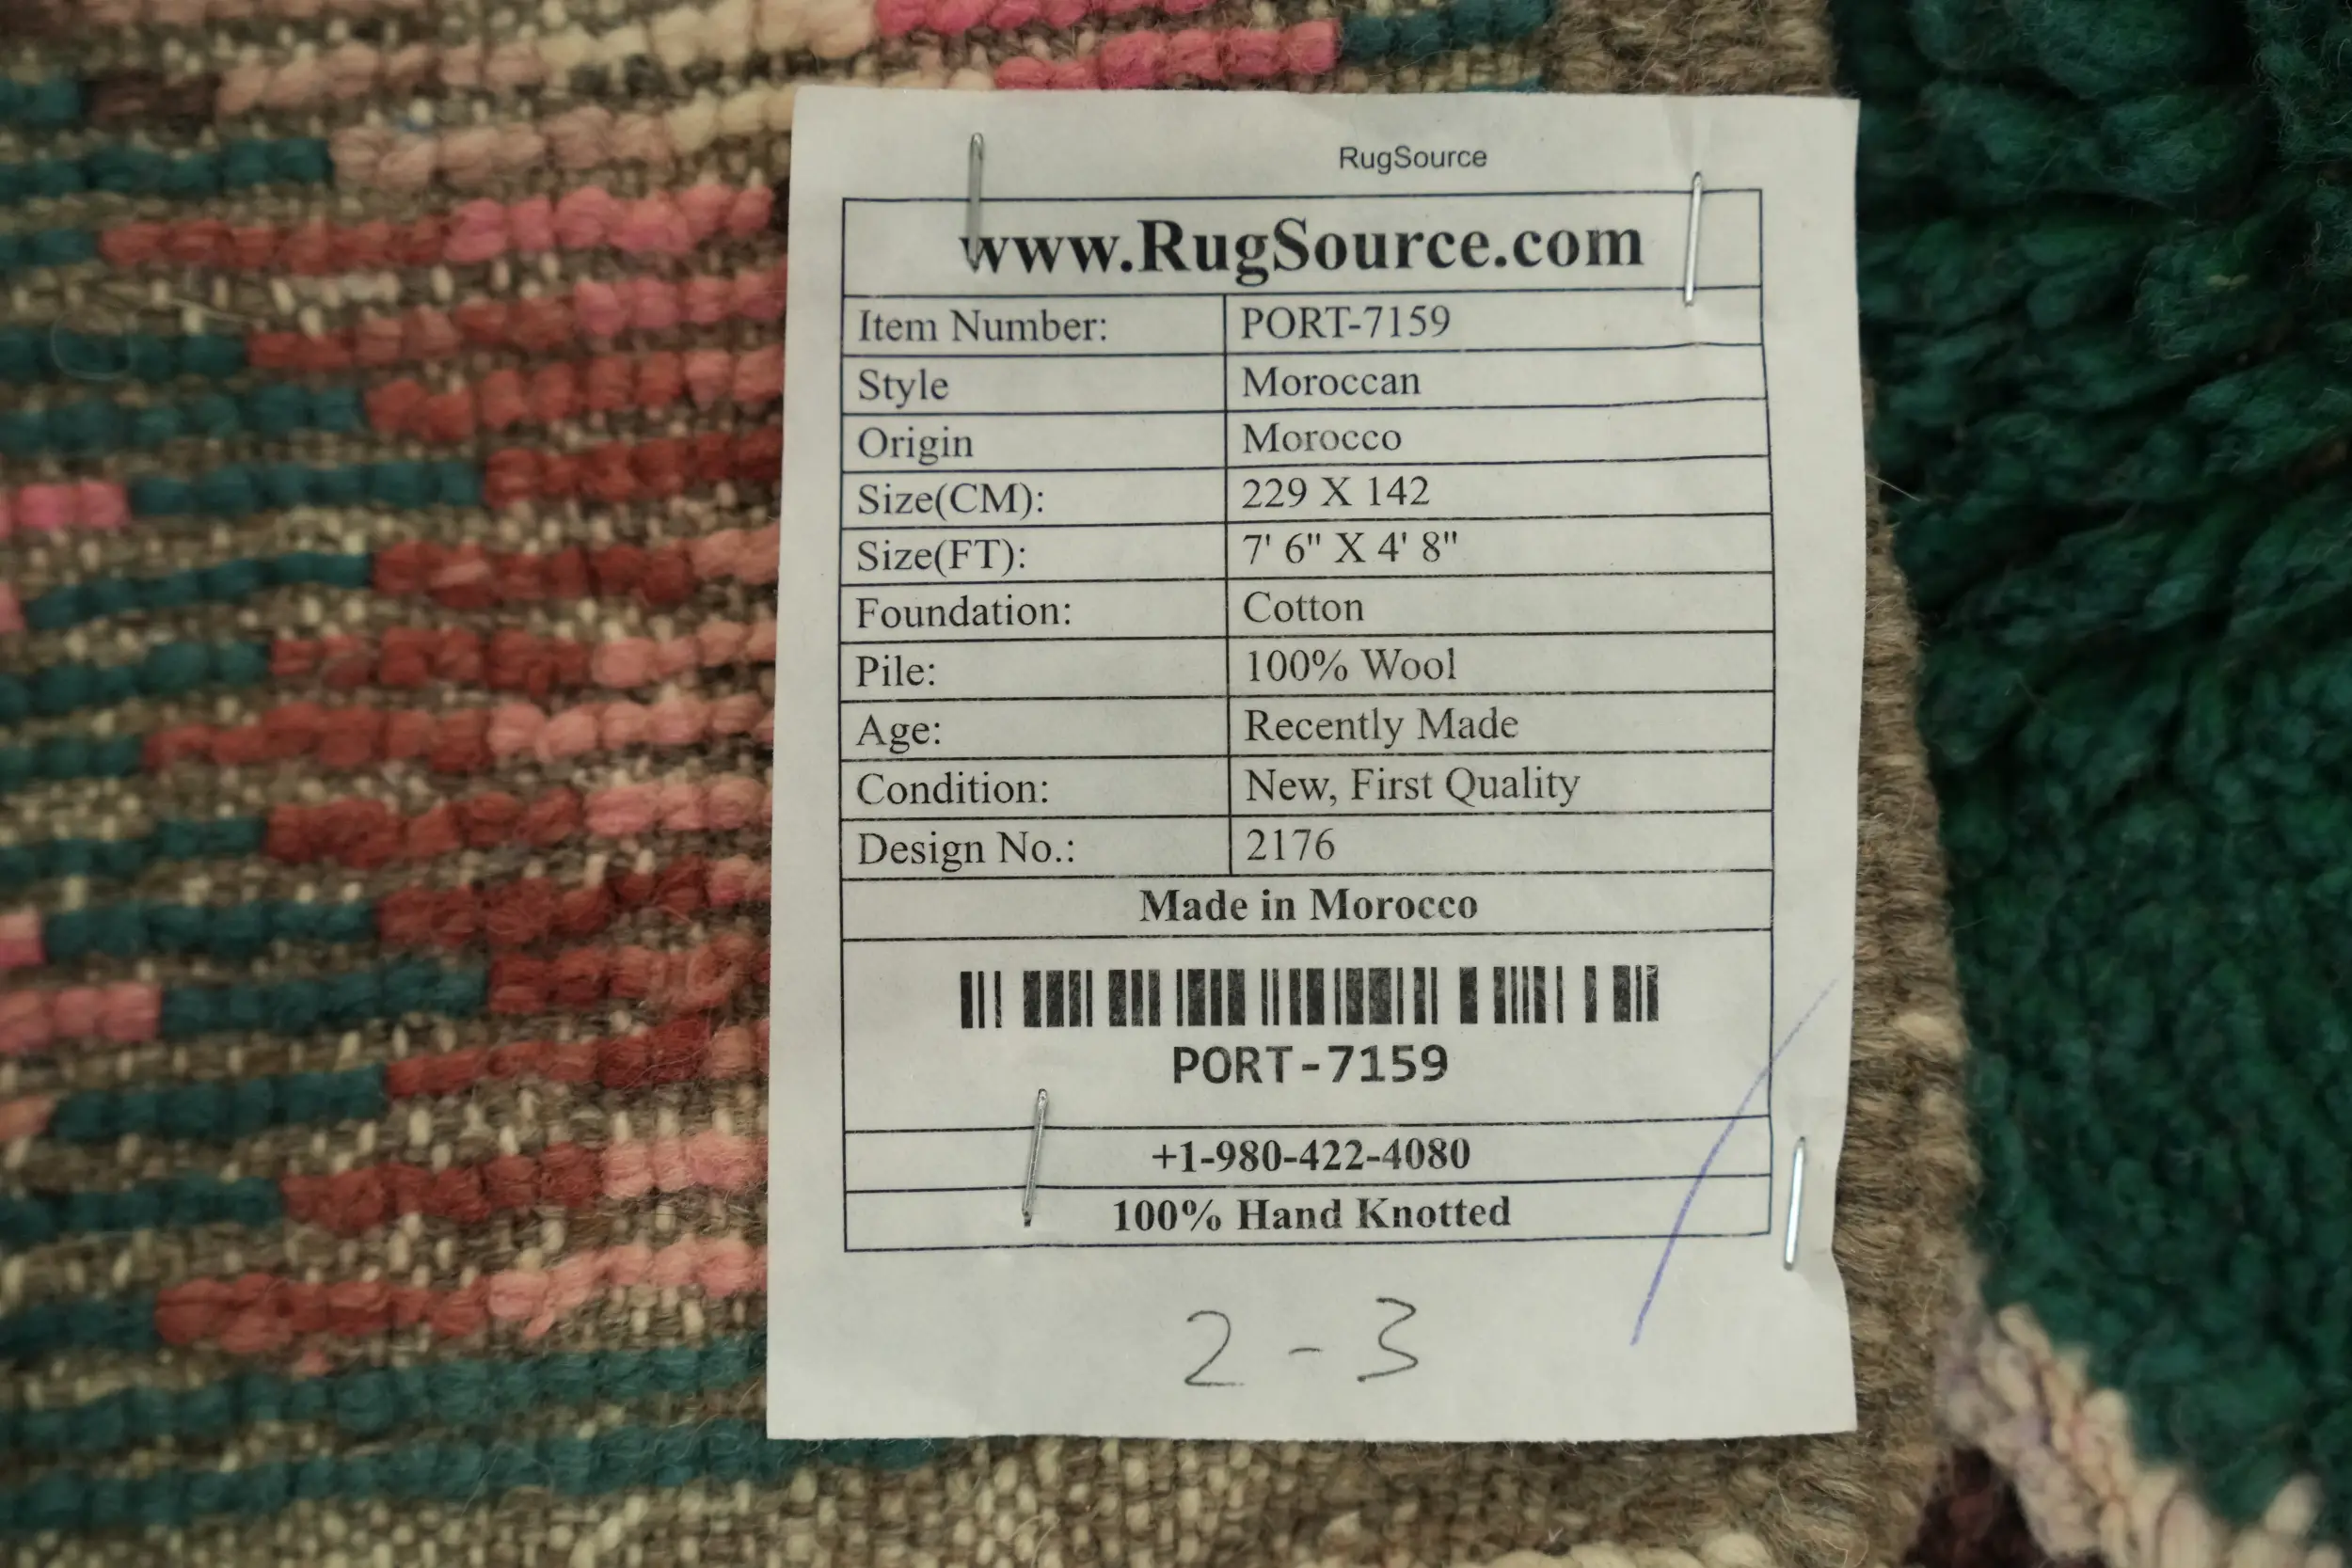 RugSource
www.RugSource.com
Item Number: PORT-7159
Style Moroccan
Origin Morocco
Size(CM): 229 X 142
Size(FT): 7' 6" X 4' 8"
Foundation: Cotton
Pile: 100% Wool
Age: Recently Made
Condition: New, First Quality
Design No.: 2176
Made in Morocco
PORT-7159
+1-980-422-4080
100% Hand Knotted
2-3